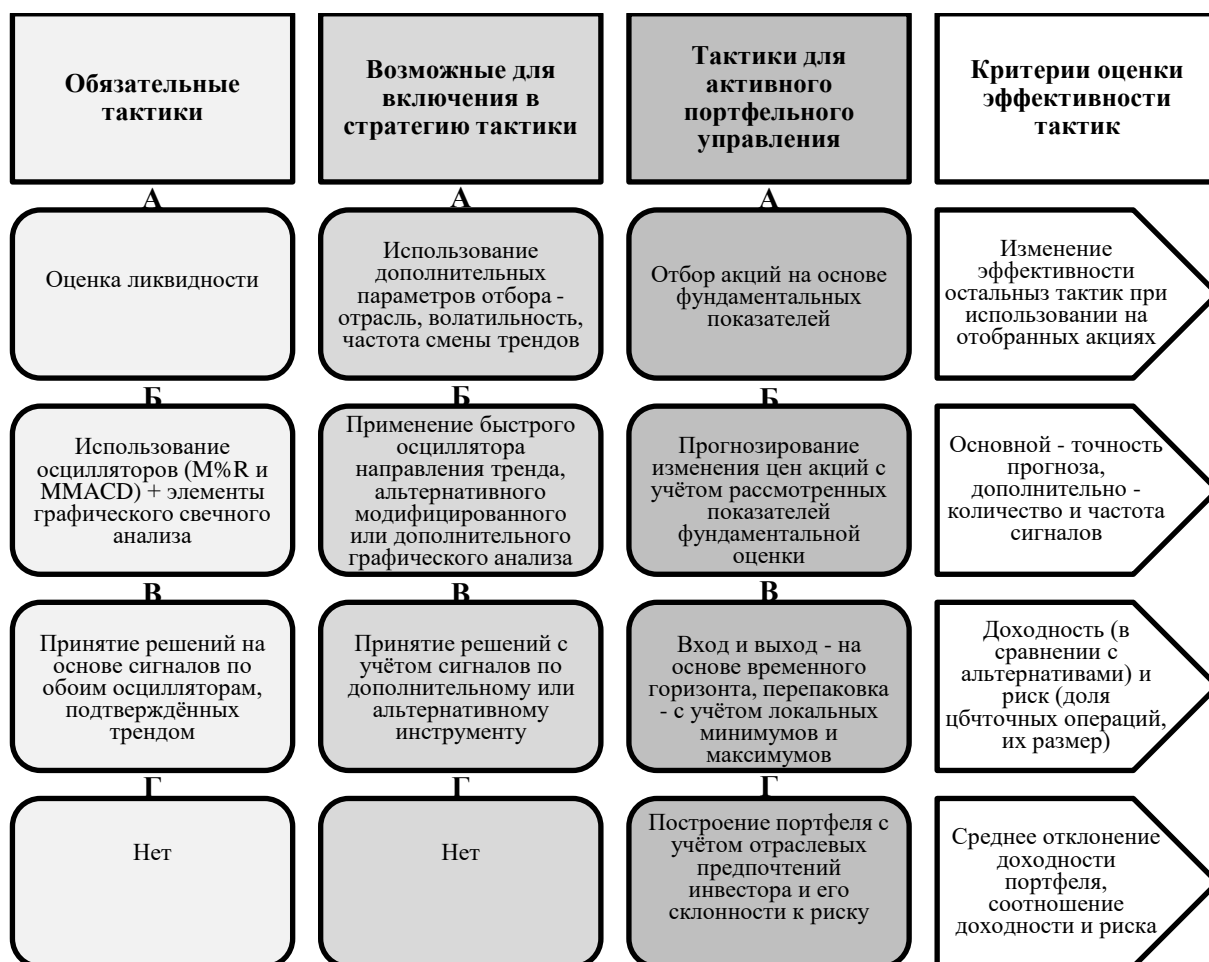 Обязательные
тактики
Возможные для
включения в
стратегию тактики
Тактики для
активного
портфельного
управления
Критерии оценки
эффективности
тактик
А
А
А
Оценка ликвидности
Использование
дополнительных
параметров отбора -
отрасль, волатильность,
частота смены трендов
Отбор акций на основе
фундаментальных
показателей
Изменение
эффективности
остальныз тактик при
использовании на
отобранных акциях
Б
Б
Б
Использование
осцилляторов (M%R и
MMACD) + элементы
графического свечного
анализа
Применение быстрого
осциллятора
направления тренда,
альтернативного
модифицированного
или дополнительного
графического анализа
Прогнозирование
изменения цен акций с
учётом рассмотренных
показателей
фундаментальной
оценки
Основной - точность
прогноза,
дополнительно -
количество и частота
сигналов
В
В
В
Принятие решений на
основе сигналов по
обоим осцилляторам,
подтверждённых
трендом
Принятие решений с
учётом сигналов по
дополнительному или
альтернативному
инструменту
Вход и выход - на
основе временного
горизонта, перепаковка
- с учётом локальных
минимумов и
максимумов
Доходность (в
сравнении с
альтернативами) и
риск (доля
цбчточных операций,
их размер)
Г
Г
Г
Нет
Нет
Построение портфеля с
учётом отраслевых
предпочтений
инвестора и его
склонности к риску
Среднее отклонение
доходности
портфеля,
соотношение
доходности и риска